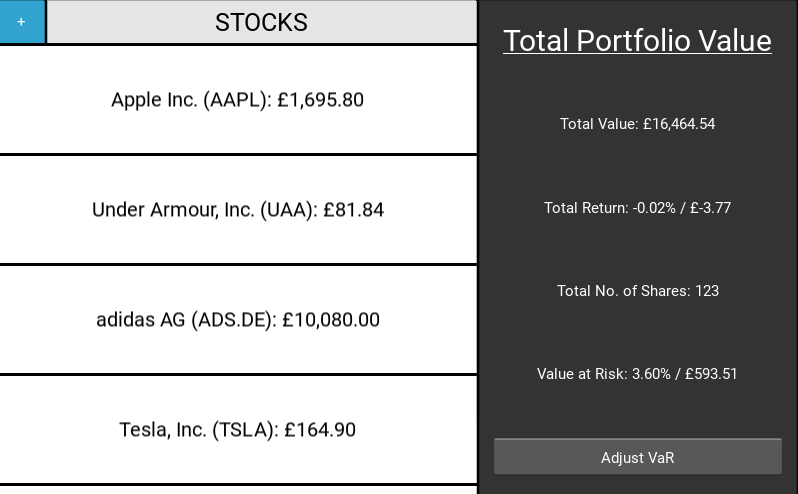 +
STOCKS
Apple Inc. (AAPL): £1,695.80
Under Armour, Inc. (UAA): £81.84
adidas AG (ADS.DE): £10,080.00
Tesla, Inc. (TSLA): £164.90
Total Portfolio Value
Total Value: £16,464.54
Total Return: -0.02% / £-3.77
Total No. of Shares: 123
Value at Risk: 3.60% / £593.51
Adjust VaR